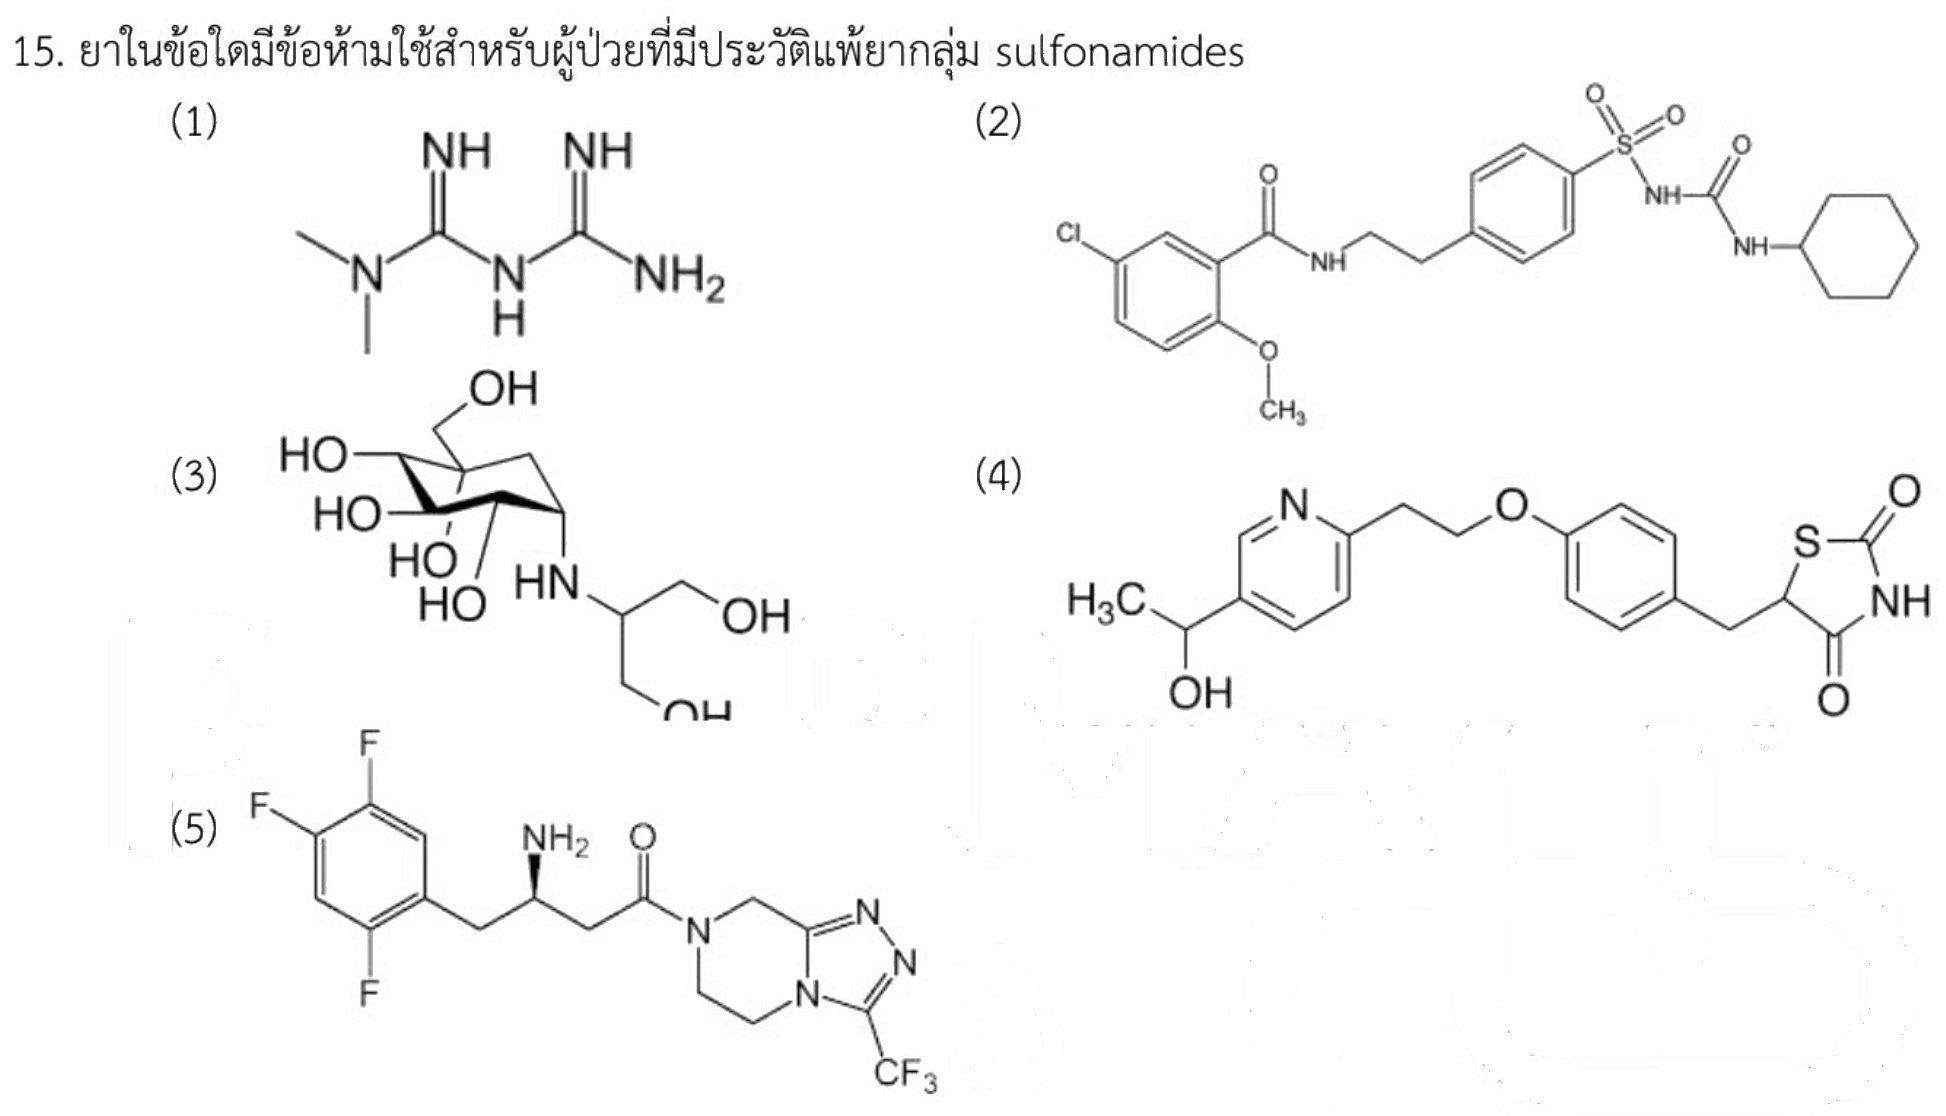 15. ยาในข้อใดมีข้อห้ามใช้สำหรับผู้ป่วยที่มีประวัติแพ้ยากลุ่ม sulfonamides
(1)
NH NH
N N H NH2
(2)
O O S O
NH
NH
Cl O NH
O
CH3
(3)
OH
HO
HO
HO
HO HN
OH
OH
(4)
N O S O
NH
H3C
OH O
(5)
F
F NH2 O
N N
N
N
F
CF3